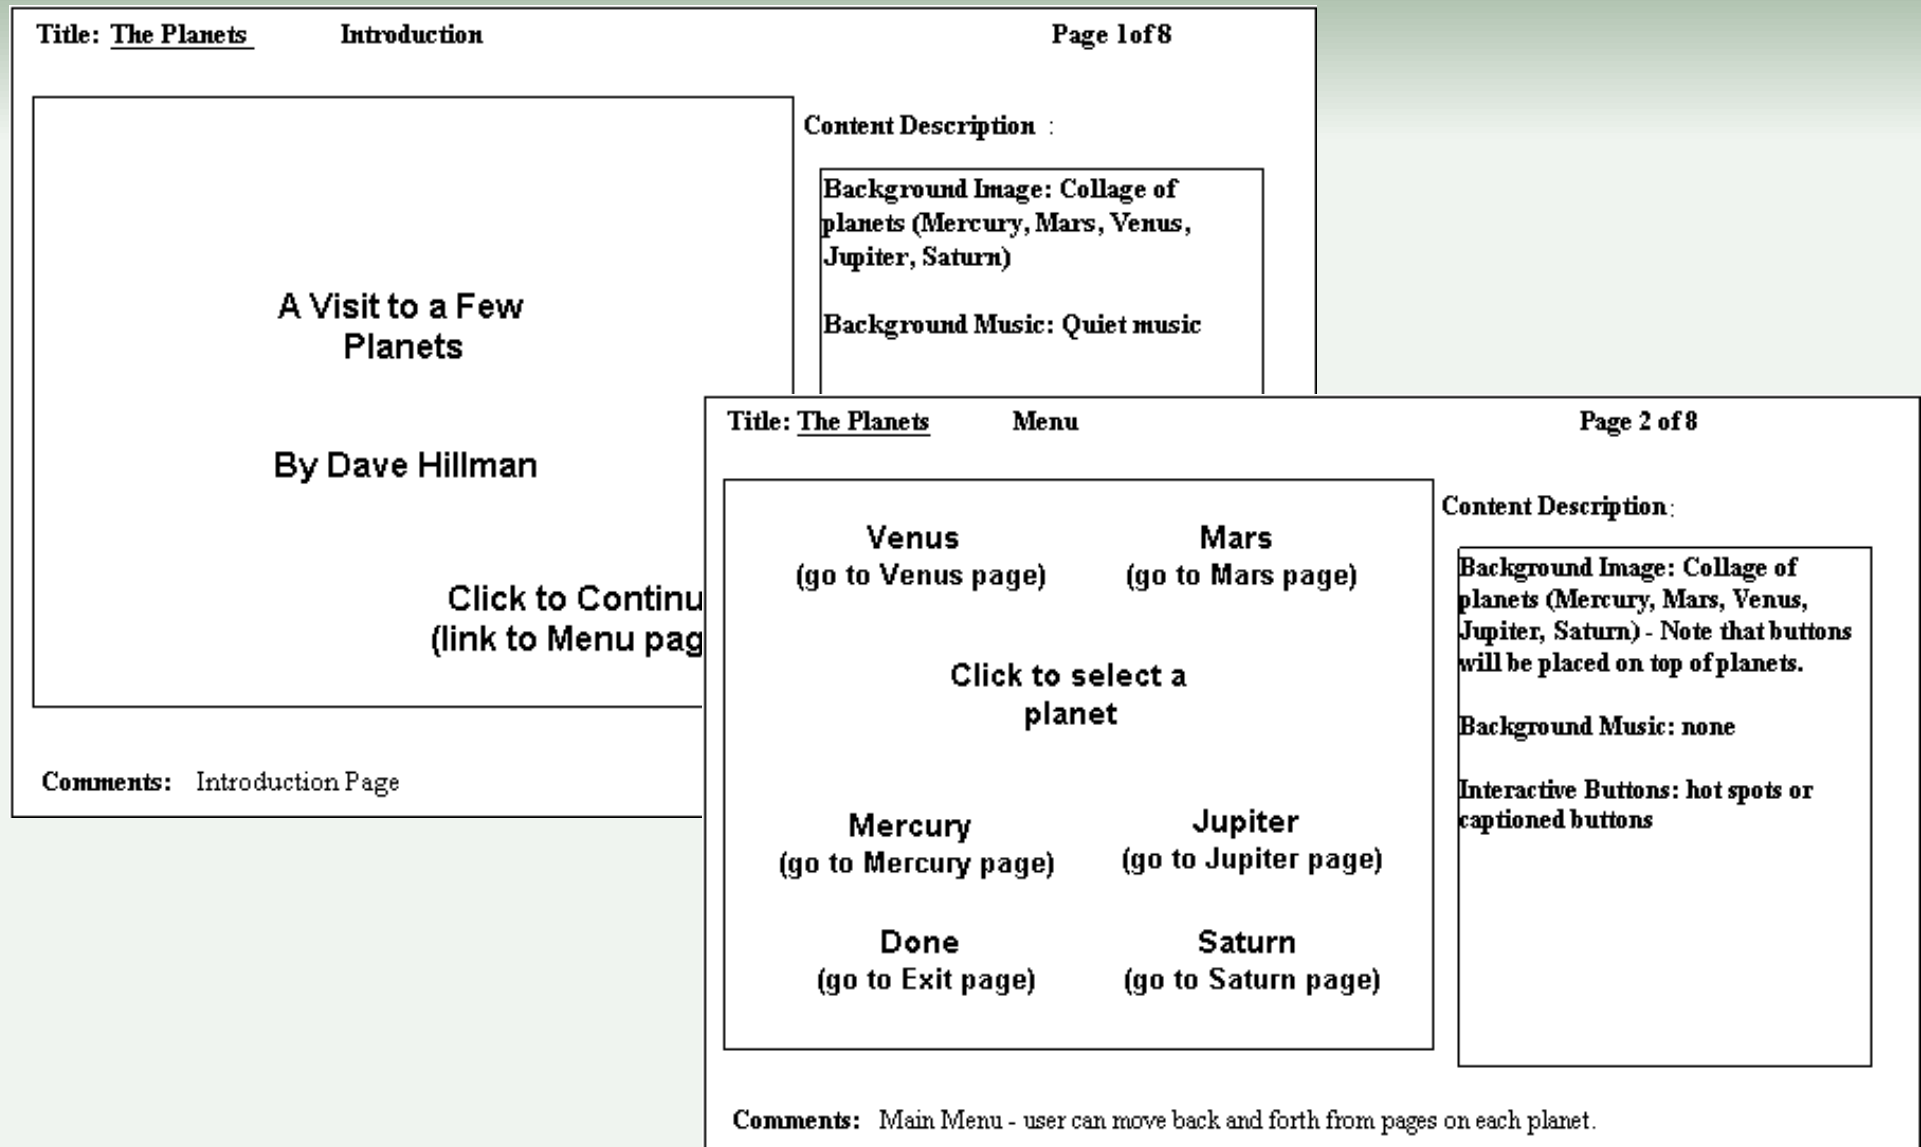 Title: The Planets Introduction Page 1of 8
A Visit to a Few
Planets
By Dave Hillman
Click to Continu
(link to Menu pag
Content Description :
Background Image: Collage of
planets (Mercury, Mars, Venus,
Jupiter, Saturn)
Background Music: Quiet music
Comments: Introduction Page
Title: The Planets Menu Page 2 of 8
Venus
(go to Venus page)
Mars
(go to Mars page)
Click to select a
planet
Mercury
(go to Mercury page)
Jupiter
(go to Jupiter page)
Done
(go to Exit page)
Saturn
(go to Saturn page)
Content Description:
Background Image: Collage of
planets (Mercury, Mars, Venus,
Jupiter, Saturn) - Note that buttons
will be placed on top of planets.
Background Music: none
Interactive Buttons: hot spots or
captioned buttons
Comments: Main Menu - user can move back and forth from pages on each planet.